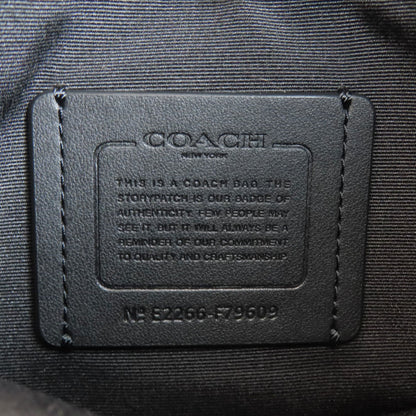 COACH
NEW YORK
THIS IS A COACH BAG. THE
STORYPATCH IS OUR BADGE OF
AUTHENTICITY. FEW PEOPLE MAY
SEE IT, BUT IT WILL ALWAYS BE A
REMINDER OF OUR COMMITMENT
TO QUALITY AND CRAFTSMANSHIP.
Nº E2266-F79609